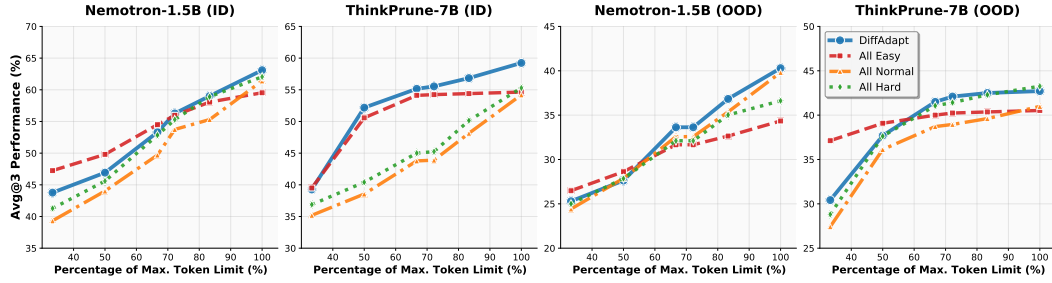 Nemotron-1.5B (ID)
ThinkPrune-7B (ID)
Nemotron-1.5B (OOD)
ThinkPrune-7B (OOD)
Avg@3 Performance (%)
70
65
60
55
50
45
40
35
40 50 60 70 80 90 100
Percentage of Max. Token Limit (%)
65
60
55
50
45
40
35
30
40 50 60 70 80 90 100
Percentage of Max. Token Limit (%)
45
40
35
30
25
20
40 50 60 70 80 90 100
Percentage of Max. Token Limit (%)
50
45
40
35
30
25
40 50 60 70 80 90 100
Percentage of Max. Token Limit (%)
DiffAdapt
All Easy
All Normal
All Hard